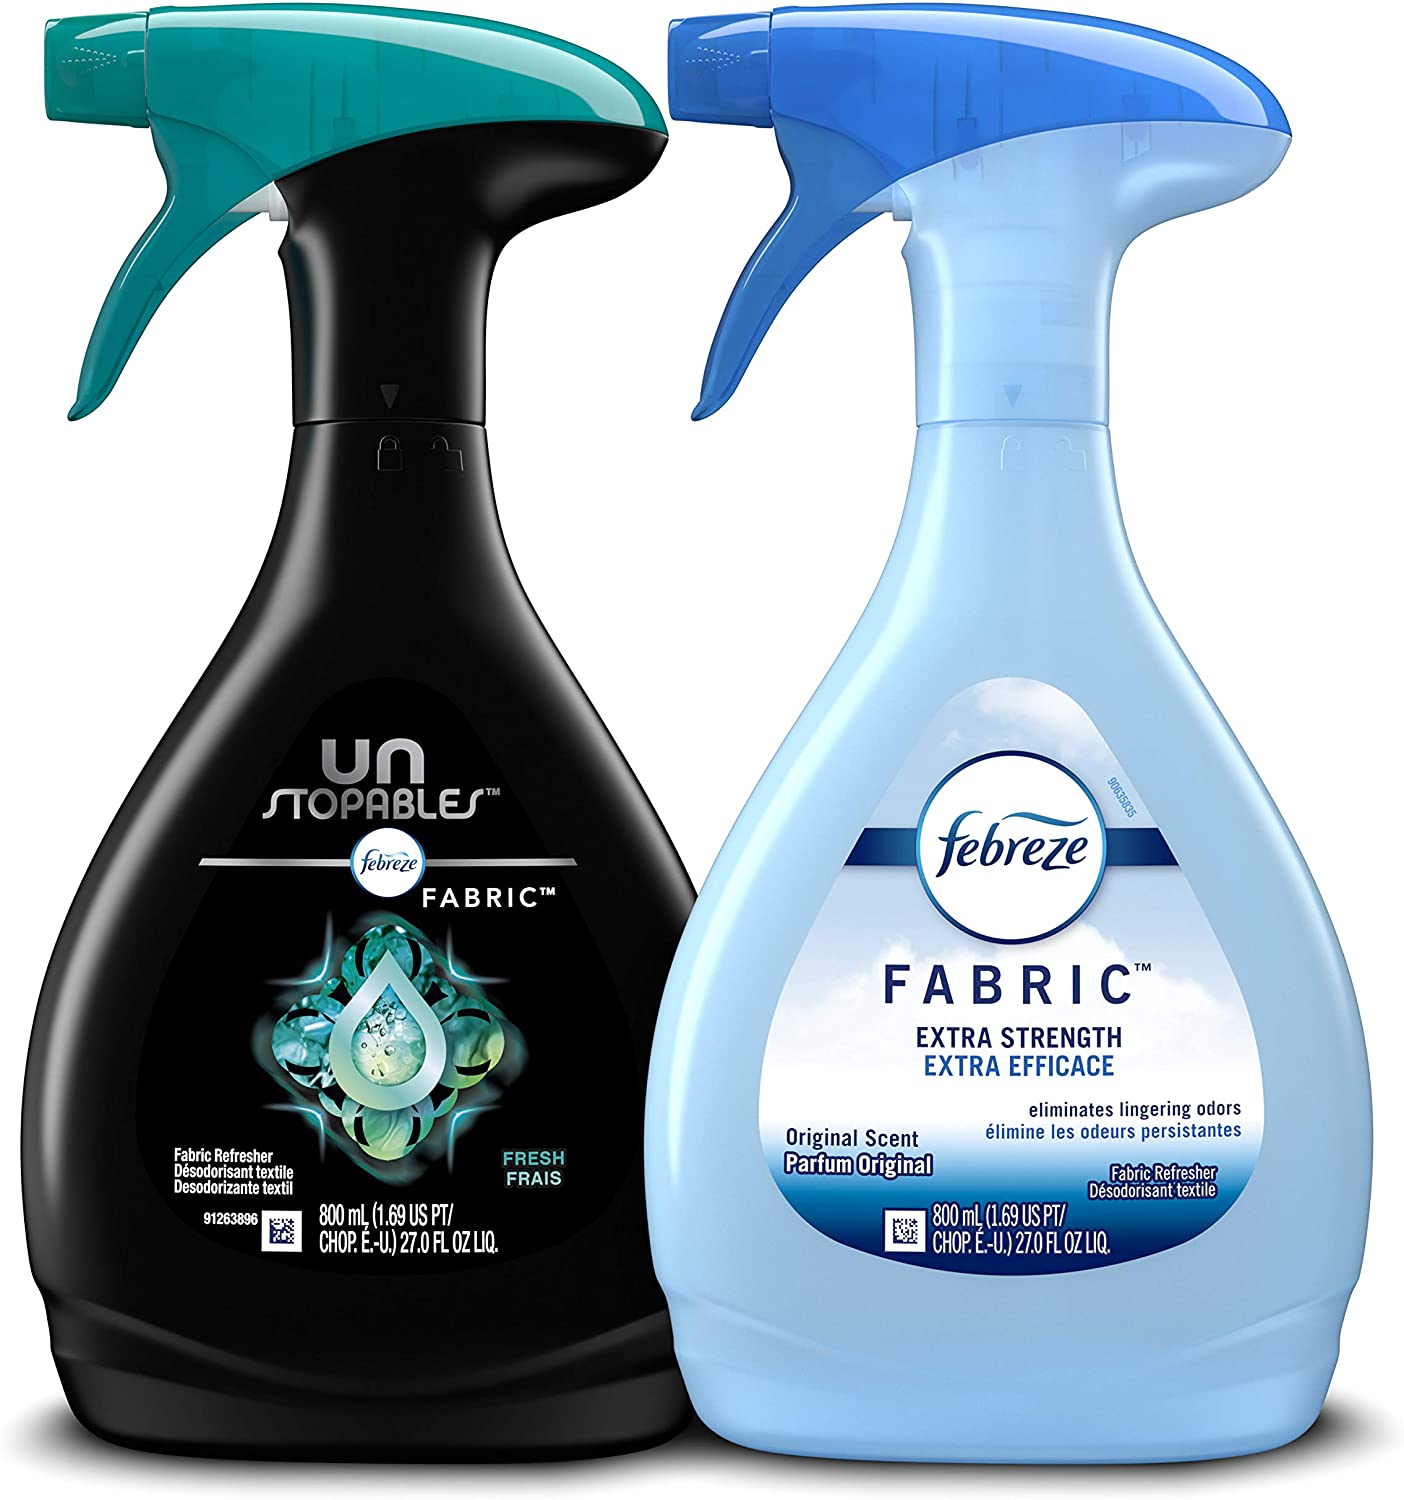 UN
STOPABLES™
febreze
FABRIC™
Fabric Refresher
Désodorisant textile
Desodorizante textil
FRESH
FRAIS
91263896
800 mL (1.69 US PT/
CHOP. É.-U.) 27.0 FL OZ LIQ.
90635835
febreze
FABRIC™
EXTRA STRENGTH
EXTRA EFFICACE
eliminates lingering odors
élimine les odeurs persistantes
Original Scent
Parfum Original
Fabric Refresher
Désodorisant textile
800 mL (1.69 US PT/
CHOP. É.-U.) 27.0 FL OZ LIQ.